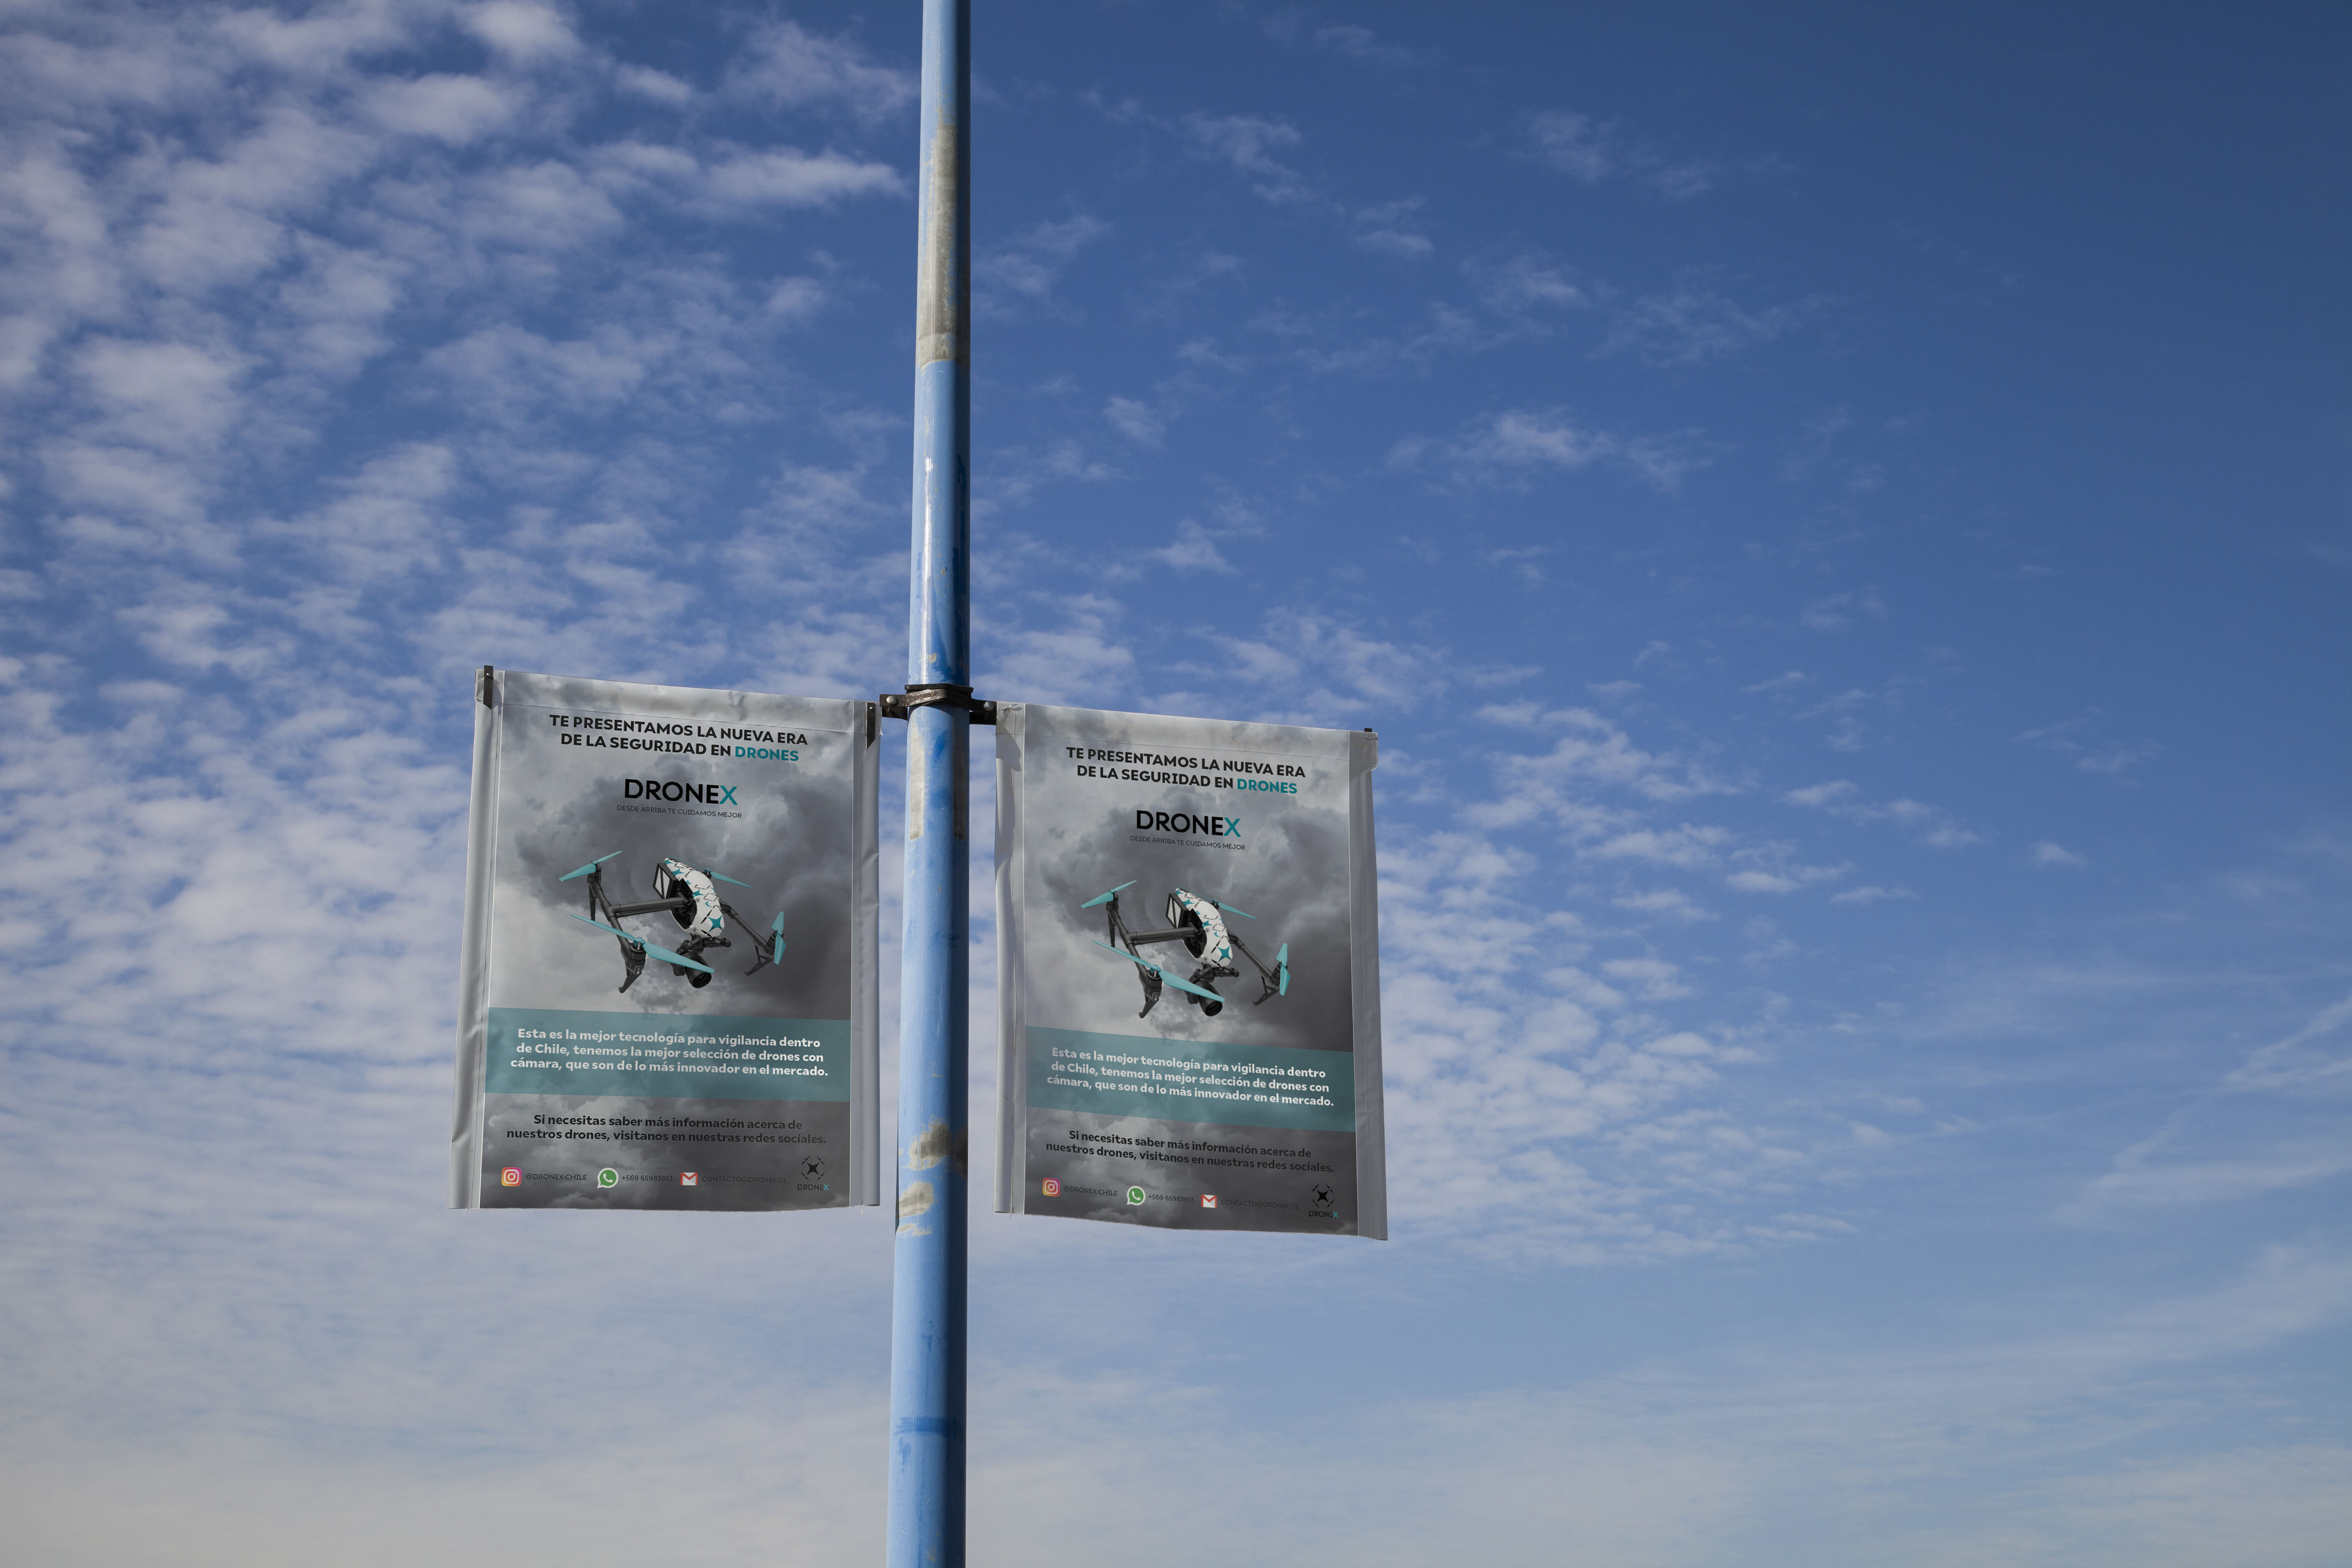 TE PRESENTAMOS LA NUEVA ERA
DE LA SEGURIDAD EN DRONES
DRONEX
DESDE ARRIBA TE CUIDAMOS MEJOR
Esta es la mejor tecnología para vigilancia dentro
de Chile, tenemos la mejor selección de drones con
cámara, que son de lo más innovador en el mercado.
Si necesitas saber más información acerca de
nuestros drones, visitanos en nuestras redes sociales.
@DRONEX.CHILE
CONTACTO@DRONEX.CL
DRONEX
TE PRESENTAMOS LA NUEVA ERA
DE LA SEGURIDAD EN DRONES
DRONEX
DESDE ARRIBA TE CUIDAMOS MEJOR
Esta es la mejor tecnología para vigilancia dentro
de Chile, tenemos la mejor selección de drones con
cámara, que son de lo más innovador en el mercado.
Si necesitas saber más información acerca de
nuestros drones, visitanos en nuestras redes sociales.
@DRONEX.CHILE
CONTACTO@DRONEX.CL
DRONEX